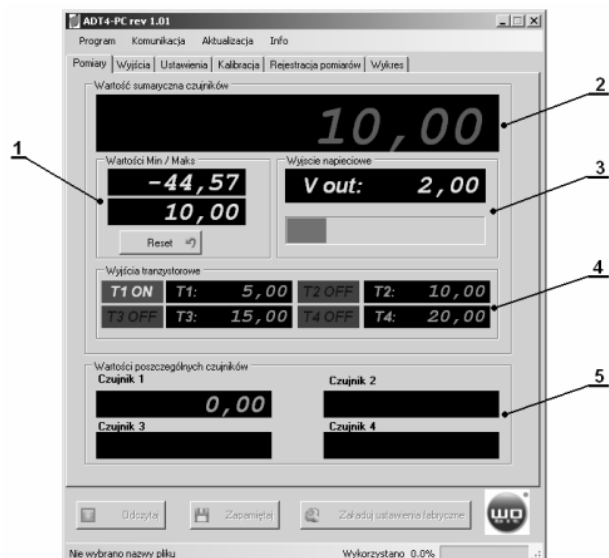 ADT4-PC rev 1.01
Program Komunikacja Aktualizacja Info
Pomiary Wyjścia Ustawienia Kalibracja Rejestracja pomiarów Wykres
Wartość sumaryczna czujników
10,00
2
1
Wartości Min / Maks
-44,57
10,00
Reset
Wyjscie napieciowe
V out: 2,00
3
Wyjścia tranzystorowe
T1 ON T1: 5,00 T2 OFF T2: 10,00
T3 OFF T3: 15,00 T4 OFF T4: 20,00
4
Wartości poszczególnych czujników
Czujnik 1 Czujnik 2
0,00
5
Czujnik 3 Czujnik 4
Odczytaj Zapamiętaj Załaduj ustawienia fabryczne
wo
Nie wybrano nazwy pliku Wykorzystano 0.0%